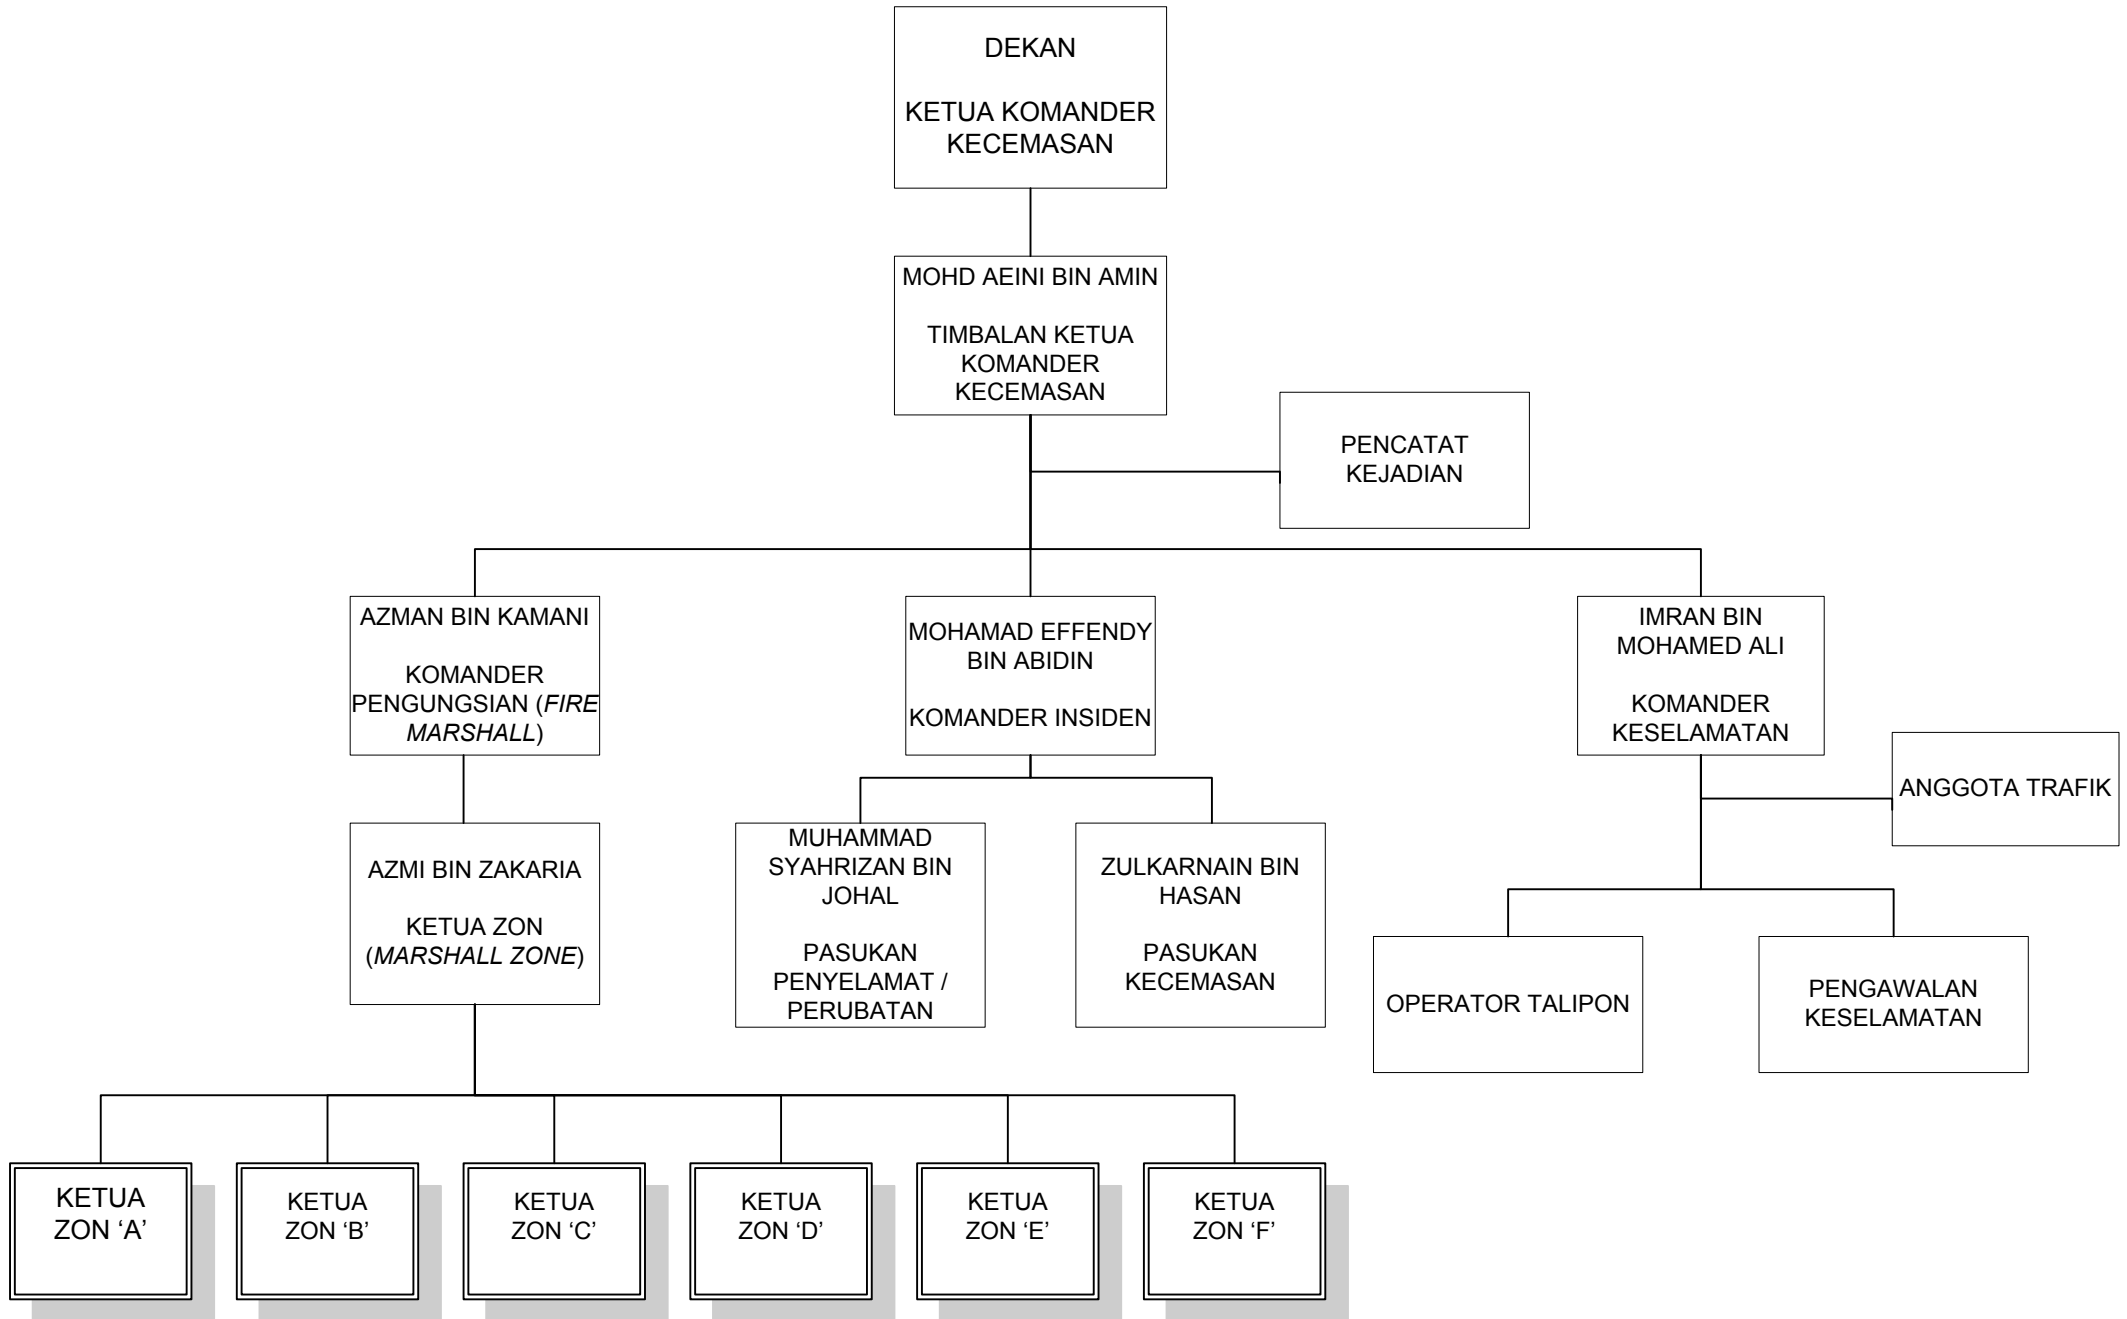 DEKAN
KETUA KOMANDER
KECEMASAN
MOHD AEINI BIN AMIN
TIMBALAN KETUA
KOMANDER
KECEMASAN
PENCATAT
KEJADIAN
AZMAN BIN KAMANI
KOMANDER
PENGUNGSIAN (FIRE
MARSHALL)
MOHAMAD EFFENDY
BIN ABIDIN
KOMANDER INSIDEN
IMRAN BIN
MOHAMED ALI
KOMANDER
KESELAMATAN
ANGGOTA TRAFIK
AZMI BIN ZAKARIA
KETUA ZON
(MARSHALL ZONE)
MUHAMMAD
SYAHRIZAN BIN
JOHAL
PASUKAN
PENYELAMAT /
PERUBATAN
ZULKARNAIN BIN
HASAN
PASUKAN
KECEMASAN
OPERATOR TALIPON
PENGAWALAN
KESELAMATAN
KETUA
ZON ‘A’
KETUA
ZON ‘B’
KETUA
ZON ‘C’
KETUA
ZON ‘D’
KETUA
ZON ‘E’
KETUA
ZON ‘F’